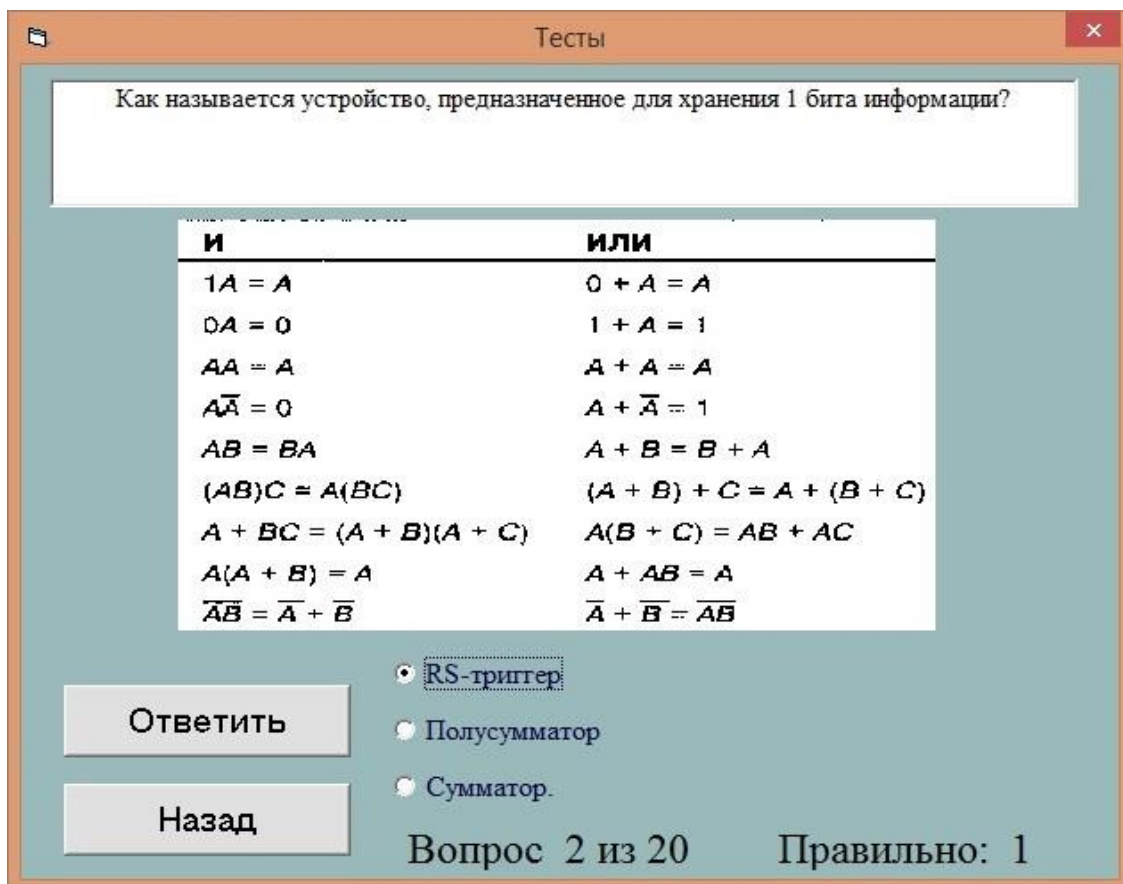 Тесты
Как называется устройство, предназначенное для хранения 1 бита информации?
И ИЛИ
1A = A 0 + A = A
0A = 0 1 + A = 1
AA = A A + A = A
AA̅ = 0 A + A̅ = 1
AB = BA A + B = B + A
(AB)C = A(BC) (A + B) + C = A + (B + C)
A + BC = (A + B)(A + C) A(B + C) = AB + AC
A(A + B) = A A + AB = A
A̅B̅ = A̅ + B̅ A̅ + B̅ = A̅B̅
RS-триггер
Ответить
Полусумматор
Сумматор.
Назад
Вопрос 2 из 20 Правильно: 1